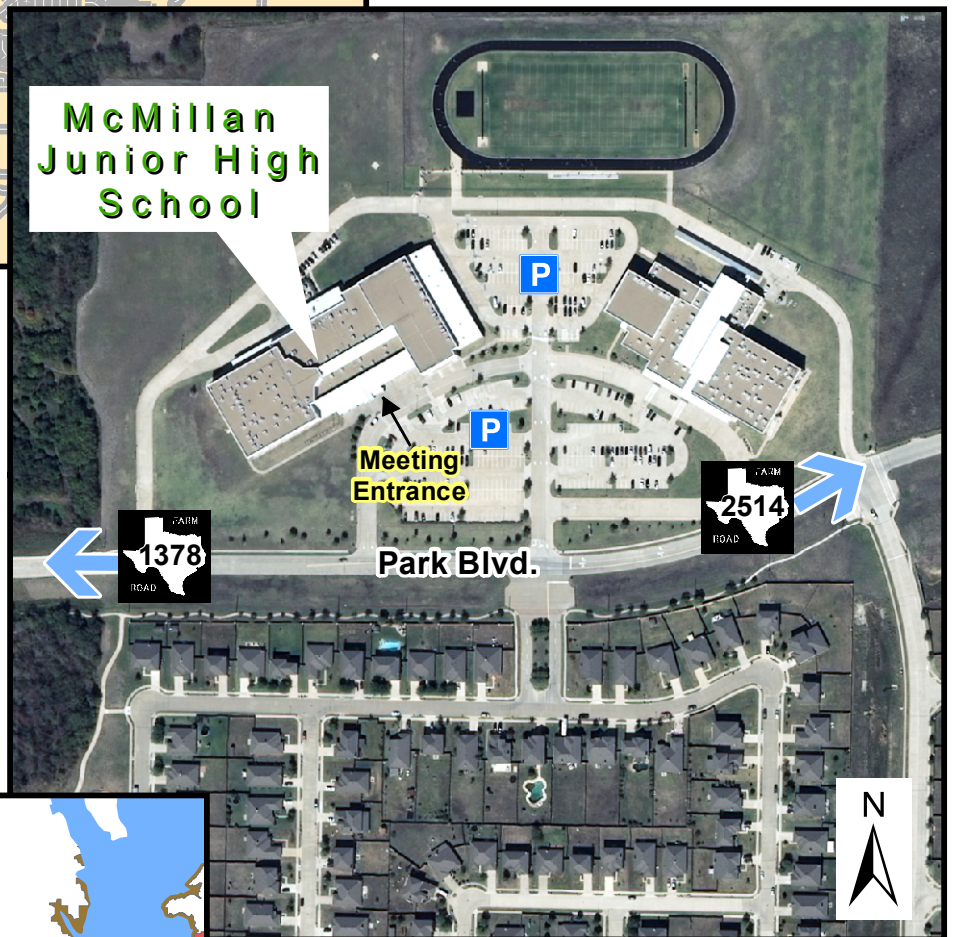 McMillan
Junior High
School
P
P
Meeting
Entrance
FARM
2514
ROAD
FARM
1378
ROAD
Park Blvd.
N